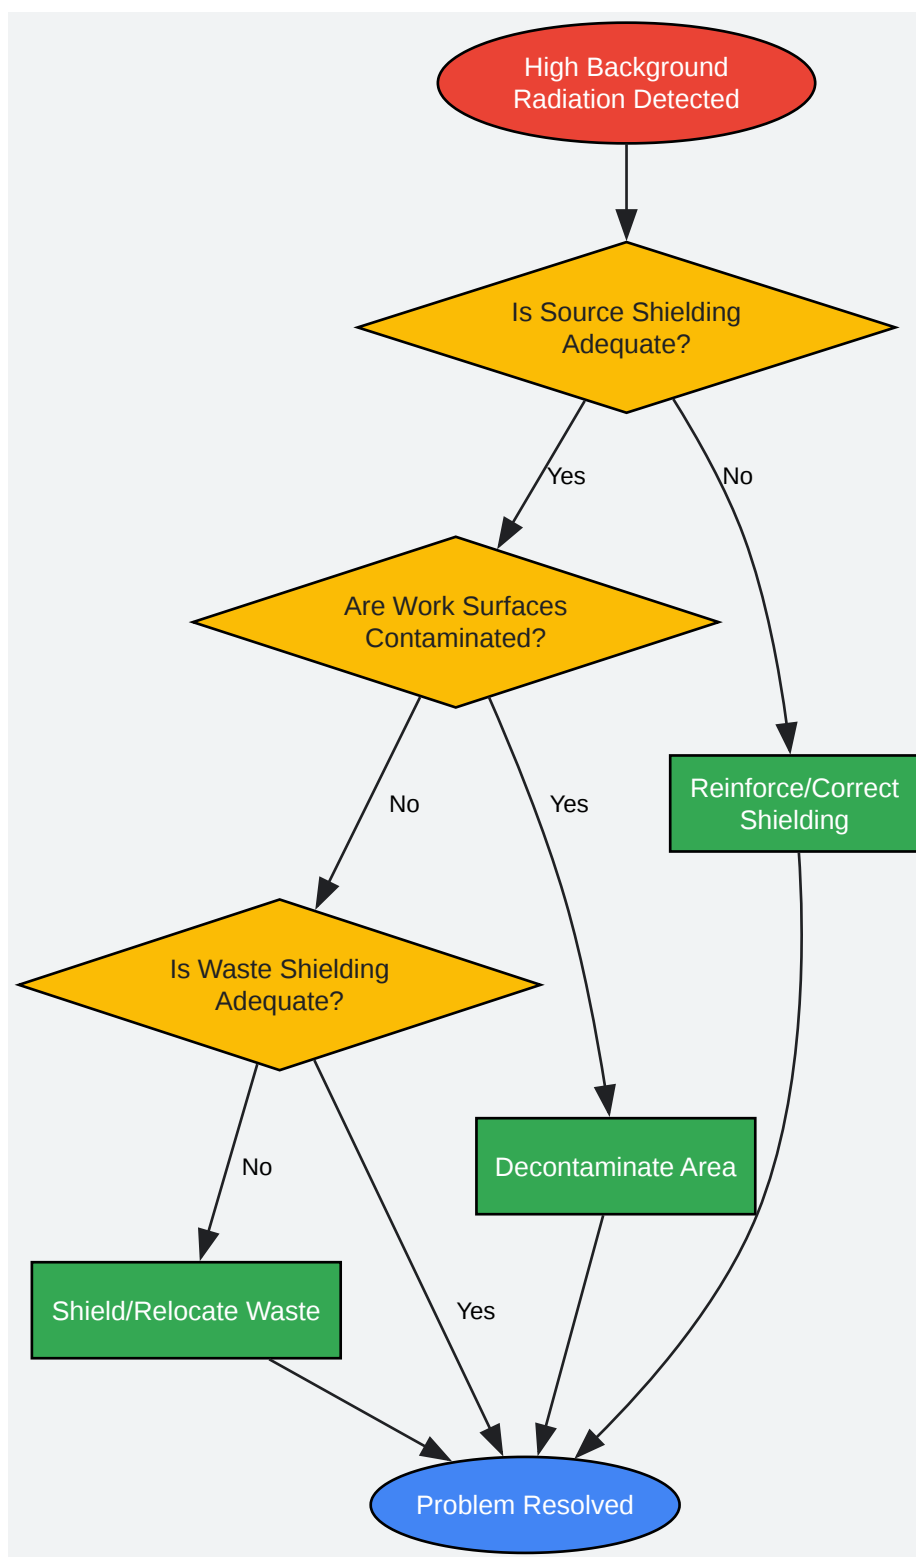 High Background
Radiation Detected
Is Source Shielding
Adequate?
Yes
No
Are Work Surfaces
Contaminated?
Reinforce/Correct
Shielding
No
Yes
Is Waste Shielding
Adequate?
Decontaminate Area
No
Shield/Relocate Waste
Yes
Problem Resolved